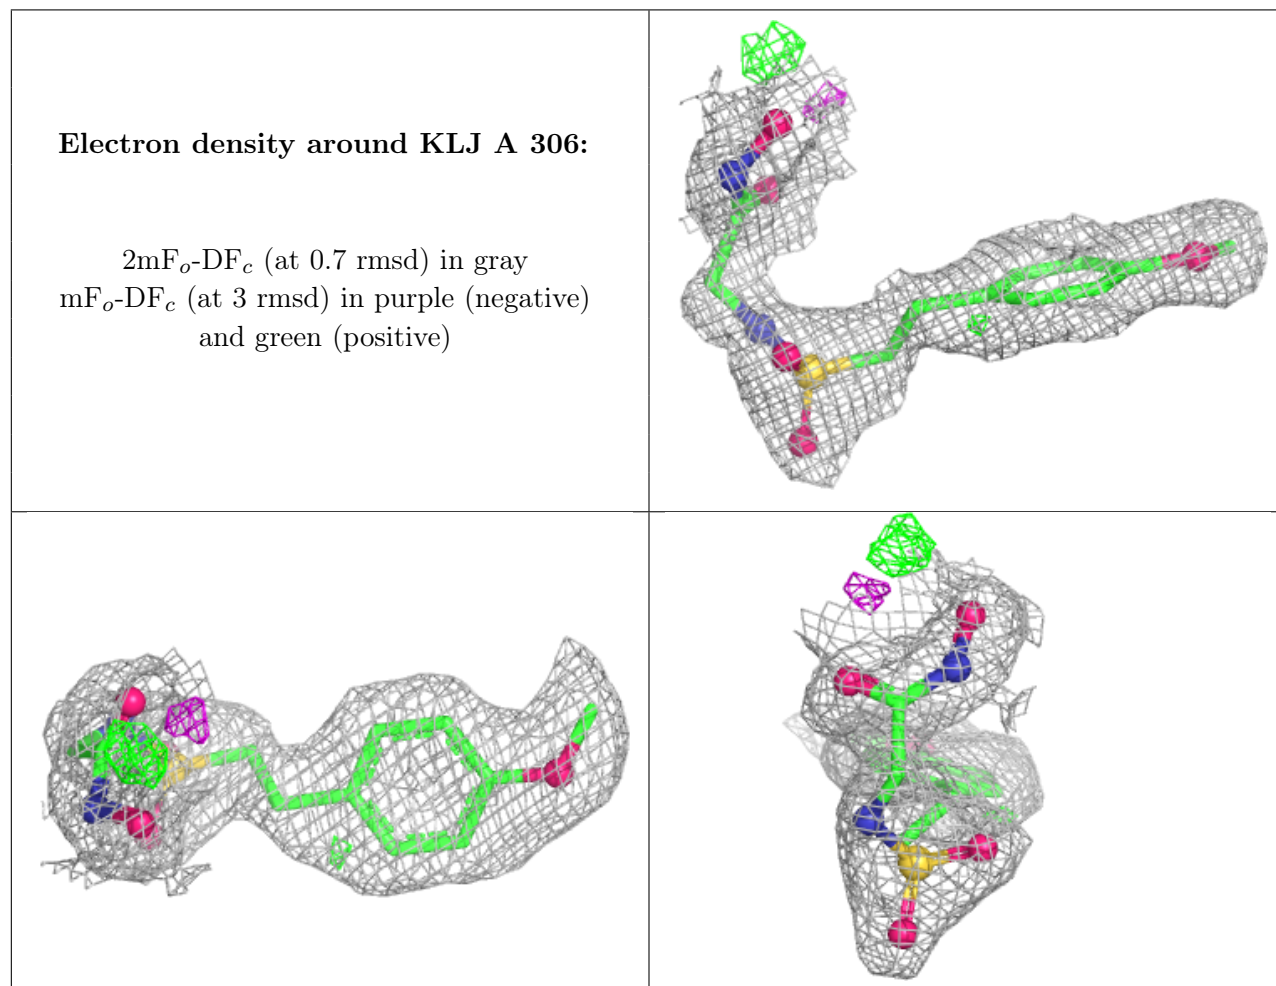 Electron density around KLJ A 306:
2mFo-DFc (at 0.7 rmsd) in gray
mFo-DFc (at 3 rmsd) in purple (negative)
and green (positive)